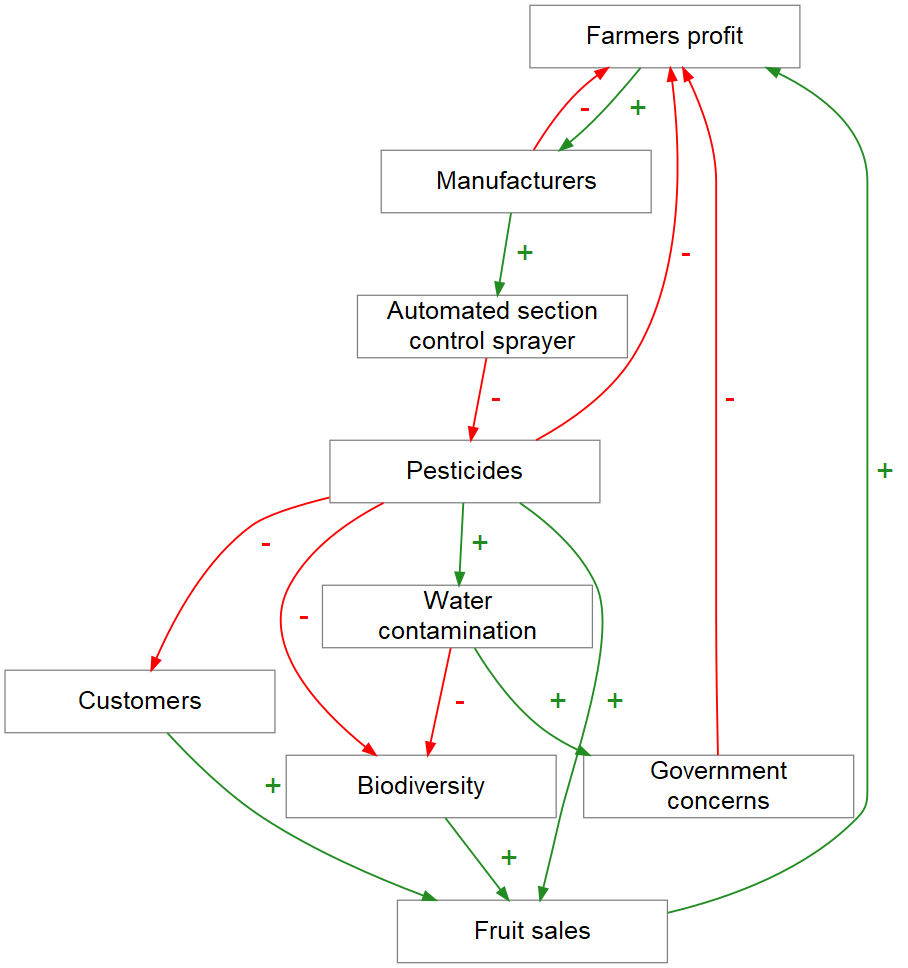 Farmers profit
-
+
Manufacturers
+
-
Automated section
control sprayer
-
-
Pesticides
+
-
+
Water
-
contamination
Customers
-
+
+
+
Biodiversity
Government
concerns
+
Fruit sales